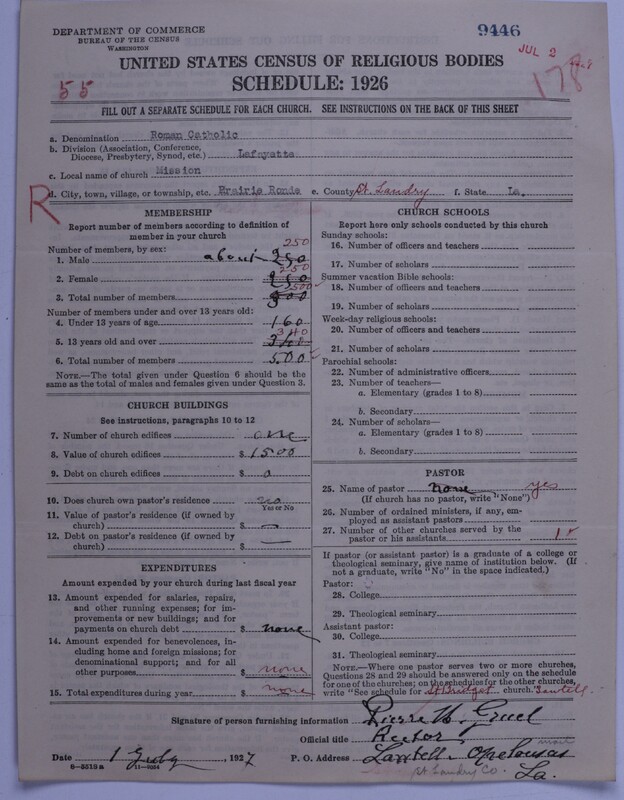 DEPARTMENT OF COMMERCE
BUREAU OF THE CENSUS
WASHINGTON
9446
JUL 2
178
55
UNITED STATES CENSUS OF RELIGIOUS BODIES
SCHEDULE: 1926
FILL OUT A SEPARATE SCHEDULE FOR EACH CHURCH. SEE INSTRUCTIONS ON THE BACK OF THIS SHEET
a. Denomination Roman Catholic
b. Division (Association, Conference,
Diocese, Presbytery, Synod, etc.) Lafayette
c. Local name of church Mission
R
d. City, town, village, or township, etc. Prairie Ronde e. County St. Landry f. State La.
MEMBERSHIP
Report number of members according to definition of
member in your church
Number of members, by sex:
250
1. Male about 250
250
2. Female 250
500
3. Total number of members 500
Number of members under and over 13 years old:
4. Under 13 years of age 160
340
5. 13 years old and over 340
6. Total number of members 500
NOTE.—The total given under Question 6 should be the
same as the total of males and females given under Question 3.
CHURCH BUILDINGS
See instructions, paragraphs 10 to 12
7. Number of church edifices one
8. Value of church edifices $ 1500
9. Debt on church edifices $ 0
10. Does church own pastor's residence no
Yes or No
11. Value of pastor's residence (if owned by
church) $ —
12. Debt on pastor's residence (if owned by
church) $ —
EXPENDITURES
Amount expended by your church during last fiscal year
13. Amount expended for salaries, repairs,
and other running expenses; for im-
provements or new buildings; and for
payments on church debt $ none
14. Amount expended for benevolences, in-
cluding home and foreign missions; for
denominational support; and for all
other purposes $ none
15. Total expenditures during year $ none
CHURCH SCHOOLS
Report here only schools conducted by this church
Sunday schools:
16. Number of officers and teachers
17. Number of scholars
Summer vacation Bible schools:
18. Number of officers and teachers
19. Number of scholars
Week-day religious schools:
20. Number of officers and teachers
21. Number of scholars
Parochial schools:
22. Number of administrative officers
23. Number of teachers—
a. Elementary (grades 1 to 8)
b. Secondary
24. Number of scholars—
a. Elementary (grades 1 to 8)
b. Secondary
PASTOR
25. Name of pastor none yes
(If church has no pastor, write "None")
26. Number of ordained ministers, if any, em-
ployed as assistant pastors
27. Number of other churches served by the
pastor or his assistants 1
If pastor (or assistant pastor) is a graduate of a college or
theological seminary, give name of institution below. (If
not a graduate, write "No" in the space indicated.)
Pastor:
28. College
29. Theological seminary
Assistant pastor:
30. College
31. Theological seminary
NOTE.—Where one pastor serves two or more churches,
Questions 28 and 29 should be answered only on the schedule
for one of the churches; on the schedules for the other churches,
write "See schedule for St Bridget church." Lawtell.
Signature of person furnishing information Pierre H. Gruel
Official title Rector
Date 1 July, 1927 P. O. Address Lawtell. Opelousas
6—5519a 11—9054 St. Landry Co. La.